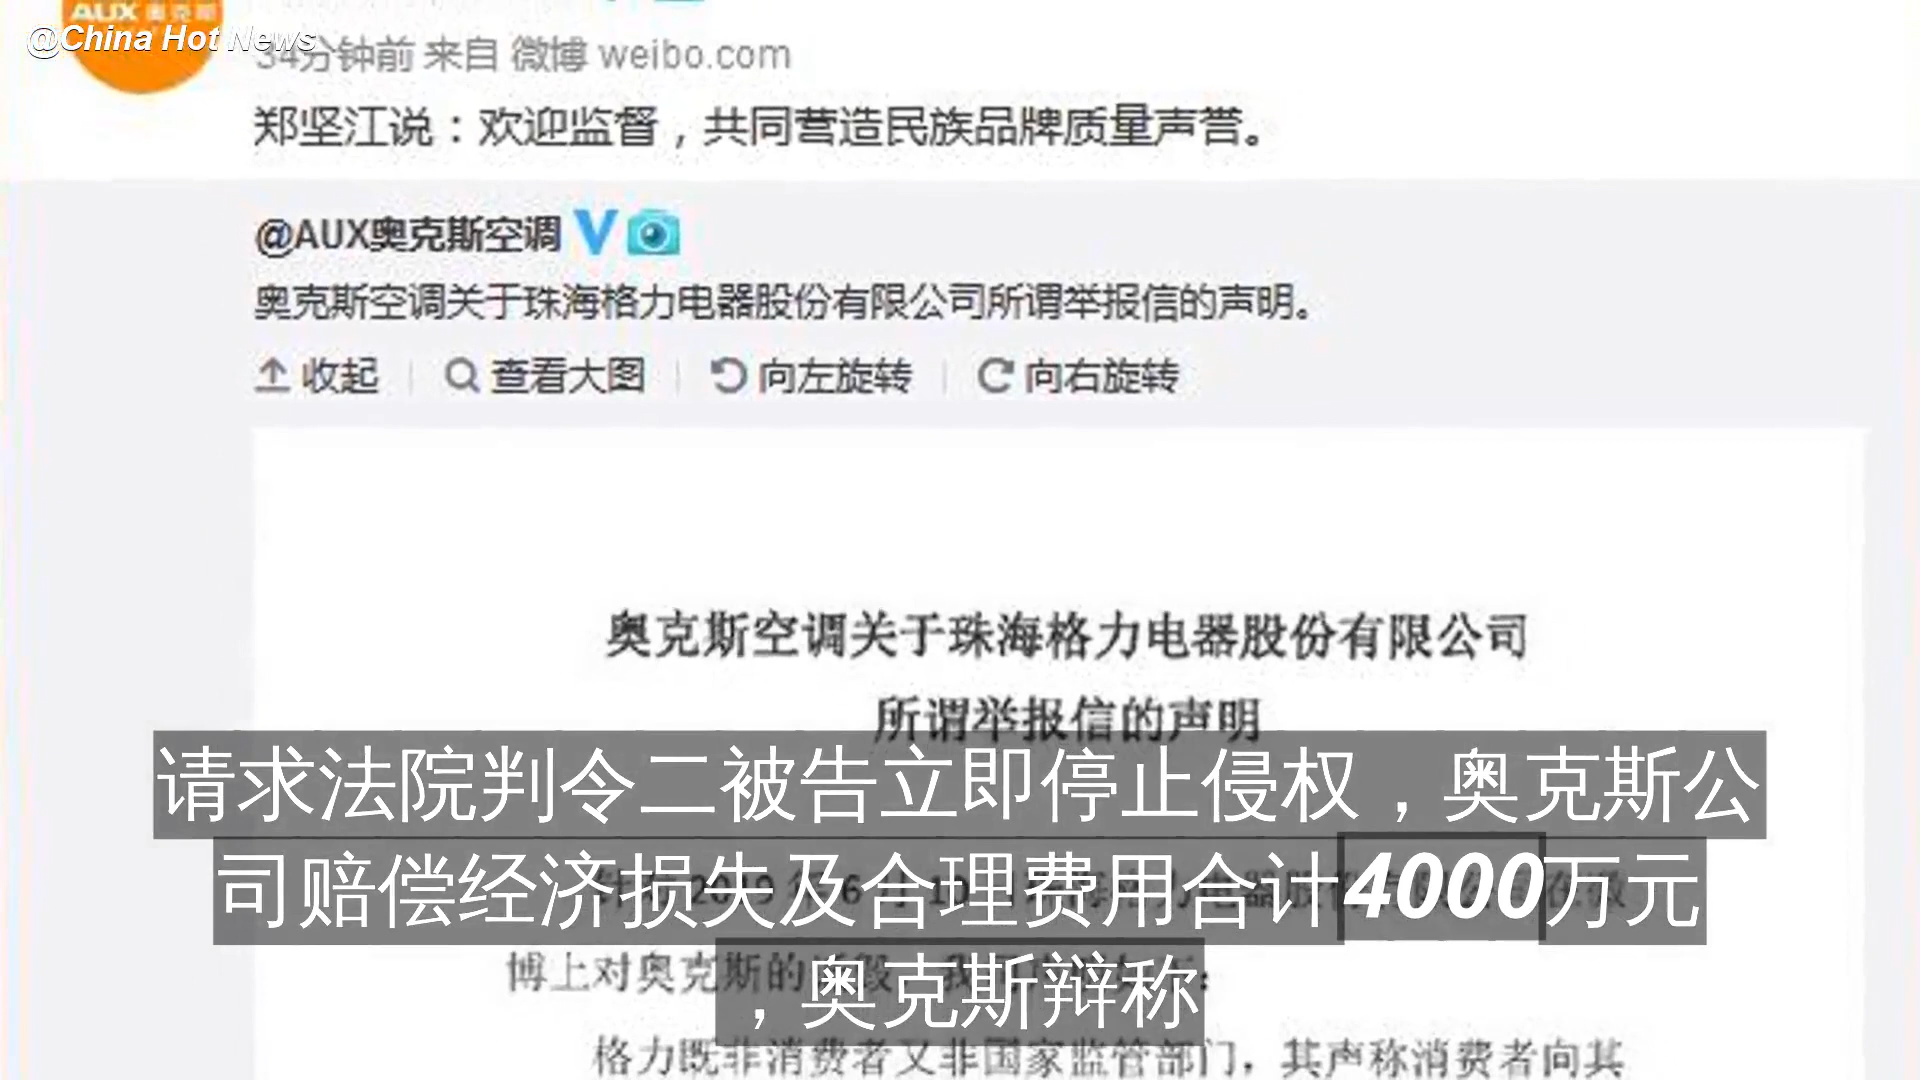 AUX 奥克斯
@China Hot News
34分钟前 来自 微博 weibo.com
郑坚江说：欢迎监督，共同营造民族品牌质量声誉。
@AUX奥克斯空调
奥克斯空调关于珠海格力电器股份有限公司所谓举报信的声明。
收起 查看大图 向左旋转 向右旋转
奥克斯空调关于珠海格力电器股份有限公司
所谓举报信的声明
请求法院判令二被告立即停止侵权，奥克斯公
司赔偿经济损失及合理费用合计4000万元
，奥克斯辩称
博上对奥克斯的
格力既非消费者又非国家监管部门，其声称消费者向其